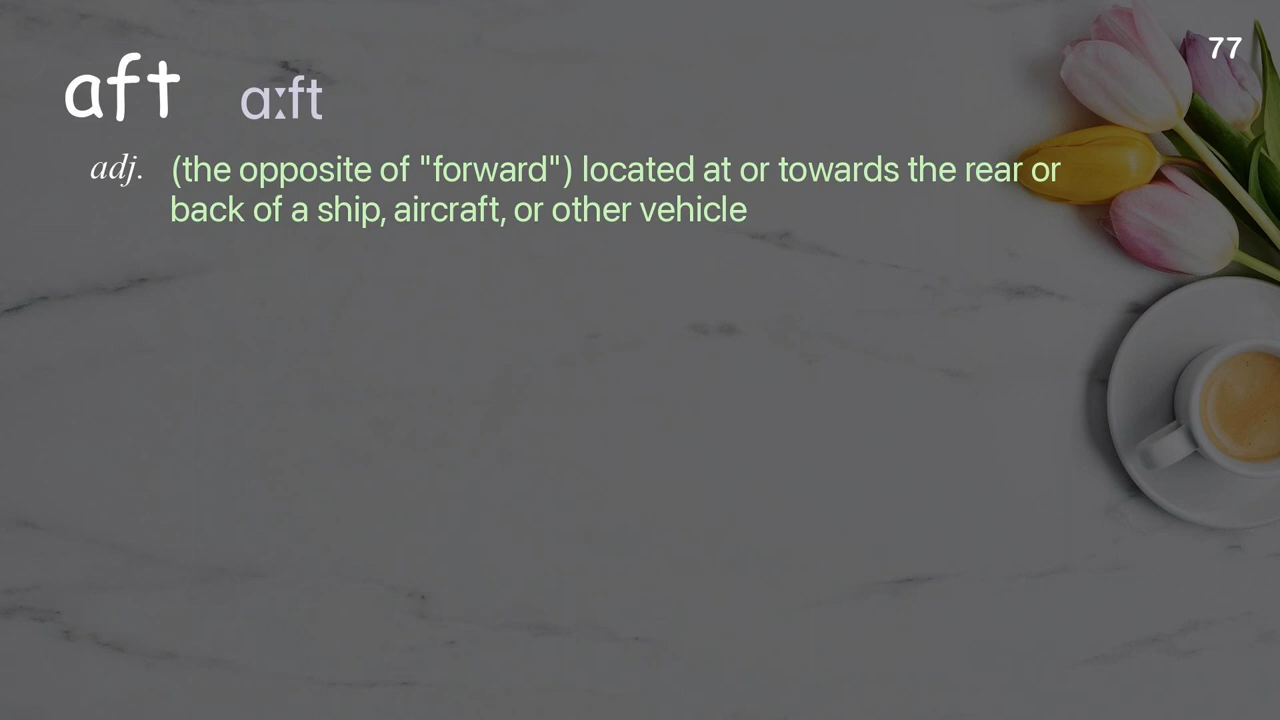 77
aft ɑːft
adj. (the opposite of "forward") located at or towards the rear or
back of a ship, aircraft, or other vehicle